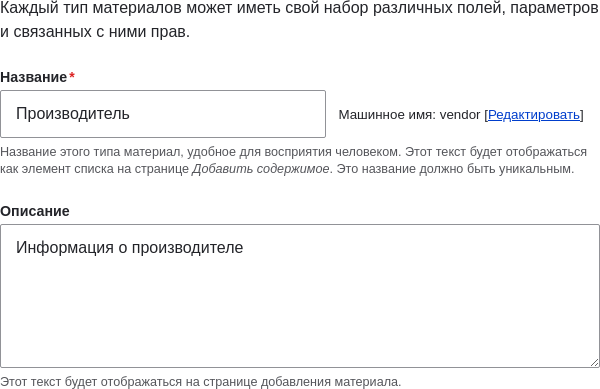 Каждый тип материалов может иметь свой набор различных полей, параметров
и связанных с ними прав.
Название*
Производитель
Машинное имя: vendor [Редактировать]
Название этого типа материал, удобное для восприятия человеком. Этот текст будет отображаться
как элемент списка на странице Добавить содержимое. Это название должно быть уникальным.
Описание
Информация о производителе
Этот текст будет отображаться на странице добавления материала.